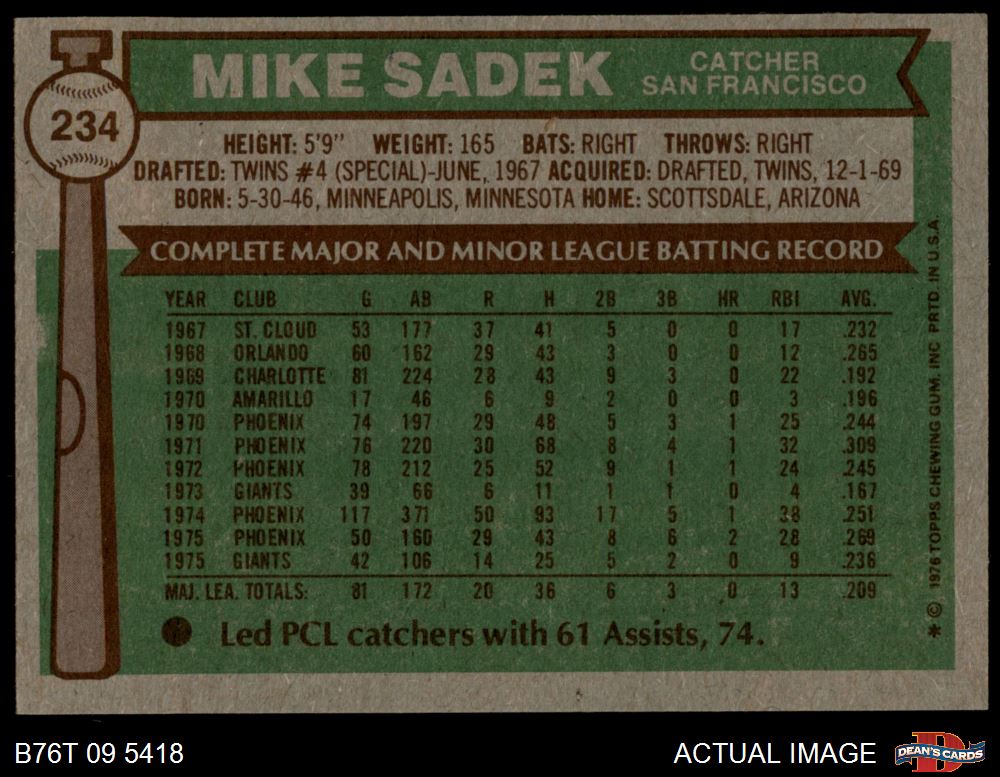 MIKE SADEK
CATCHER
SAN FRANCISCO
234
HEIGHT: 5'9" WEIGHT: 165 BATS: RIGHT THROWS: RIGHT
DRAFTED: TWINS #4 (SPECIAL)-JUNE, 1967 ACQUIRED: DRAFTED, TWINS, 12-1-69
BORN: 5-30-46, MINNEAPOLIS, MINNESOTA HOME: SCOTTSDALE, ARIZONA
COMPLETE MAJOR AND MINOR LEAGUE BATTING RECORD
YEAR CLUB G AB R H 2B 3B HR RBI AVG.
1967 ST. CLOUD 53 177 37 41 5 0 0 17 .232
1968 ORLANDO 60 162 29 43 3 0 0 12 .265
1969 CHARLOTTE 81 224 28 43 9 3 0 22 .192
1970 AMARILLO 17 46 6 9 2 0 0 3 .196
1970 PHOENIX 74 197 29 48 5 3 1 25 .244
1971 PHOENIX 76 220 30 68 8 4 1 32 .309
1972 PHOENIX 78 212 25 52 9 1 1 24 .245
1973 GIANTS 39 66 6 11 1 1 0 4 .167
1974 PHOENIX 117 371 50 93 17 5 1 38 .251
1975 PHOENIX 50 160 29 43 8 6 2 28 .269
1975 GIANTS 42 106 14 25 5 2 0 9 .236
MAJ. LEA. TOTALS: 81 172 20 36 6 3 0 13 .209
Led PCL catchers with 61 Assists, 74.
* © 1976 TOPPS CHEWING GUM, INC PRTD. IN U.S.A.
B76T 09 5418
ACTUAL IMAGE
DEAN'S CARDS